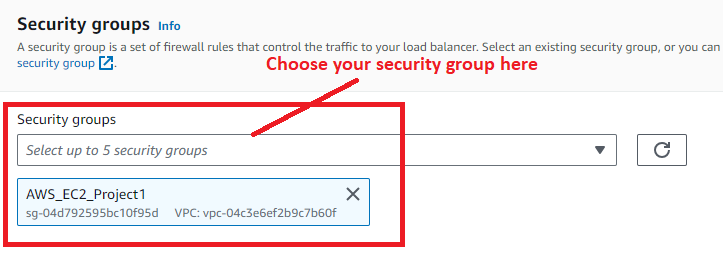 Security groups Info
A security group is a set of firewall rules that control the traffic to your load balancer. Select an existing security group, or you can
security group.
Choose your security group here
Security groups
Select up to 5 security groups
AWS_EC2_Project1
sg-04d792595bc10f95d VPC: vpc-04c3e6ef2b9c7b60f